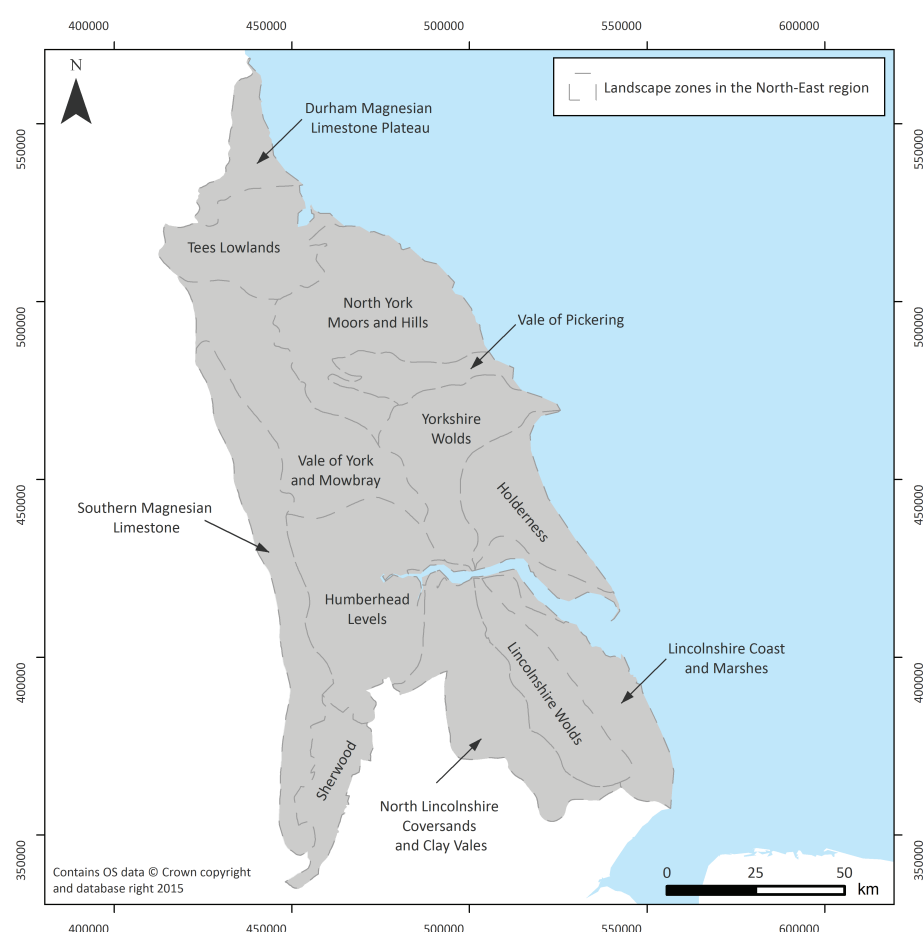 400000
450000
500000
550000
600000
N
Landscape zones in the North-East region
Durham Magnesian
Limestone Plateau
550000
550000
Tees Lowlands
North York
Moors and Hills
Vale of Pickering
500000
500000
Yorkshire
Wolds
Vale of York
and Mowbray
Holderness
450000
450000
Southern Magnesian
Limestone
Humberhead
Levels
Lincolnshire Wolds
Lincolnshire Coast
and Marshes
400000
400000
Sherwood
North Lincolnshire
Coversands
and Clay Vales
350000
350000
Contains OS data © Crown copyright
and database right 2015
0 25 50
km
400000
450000
500000
550000
600000